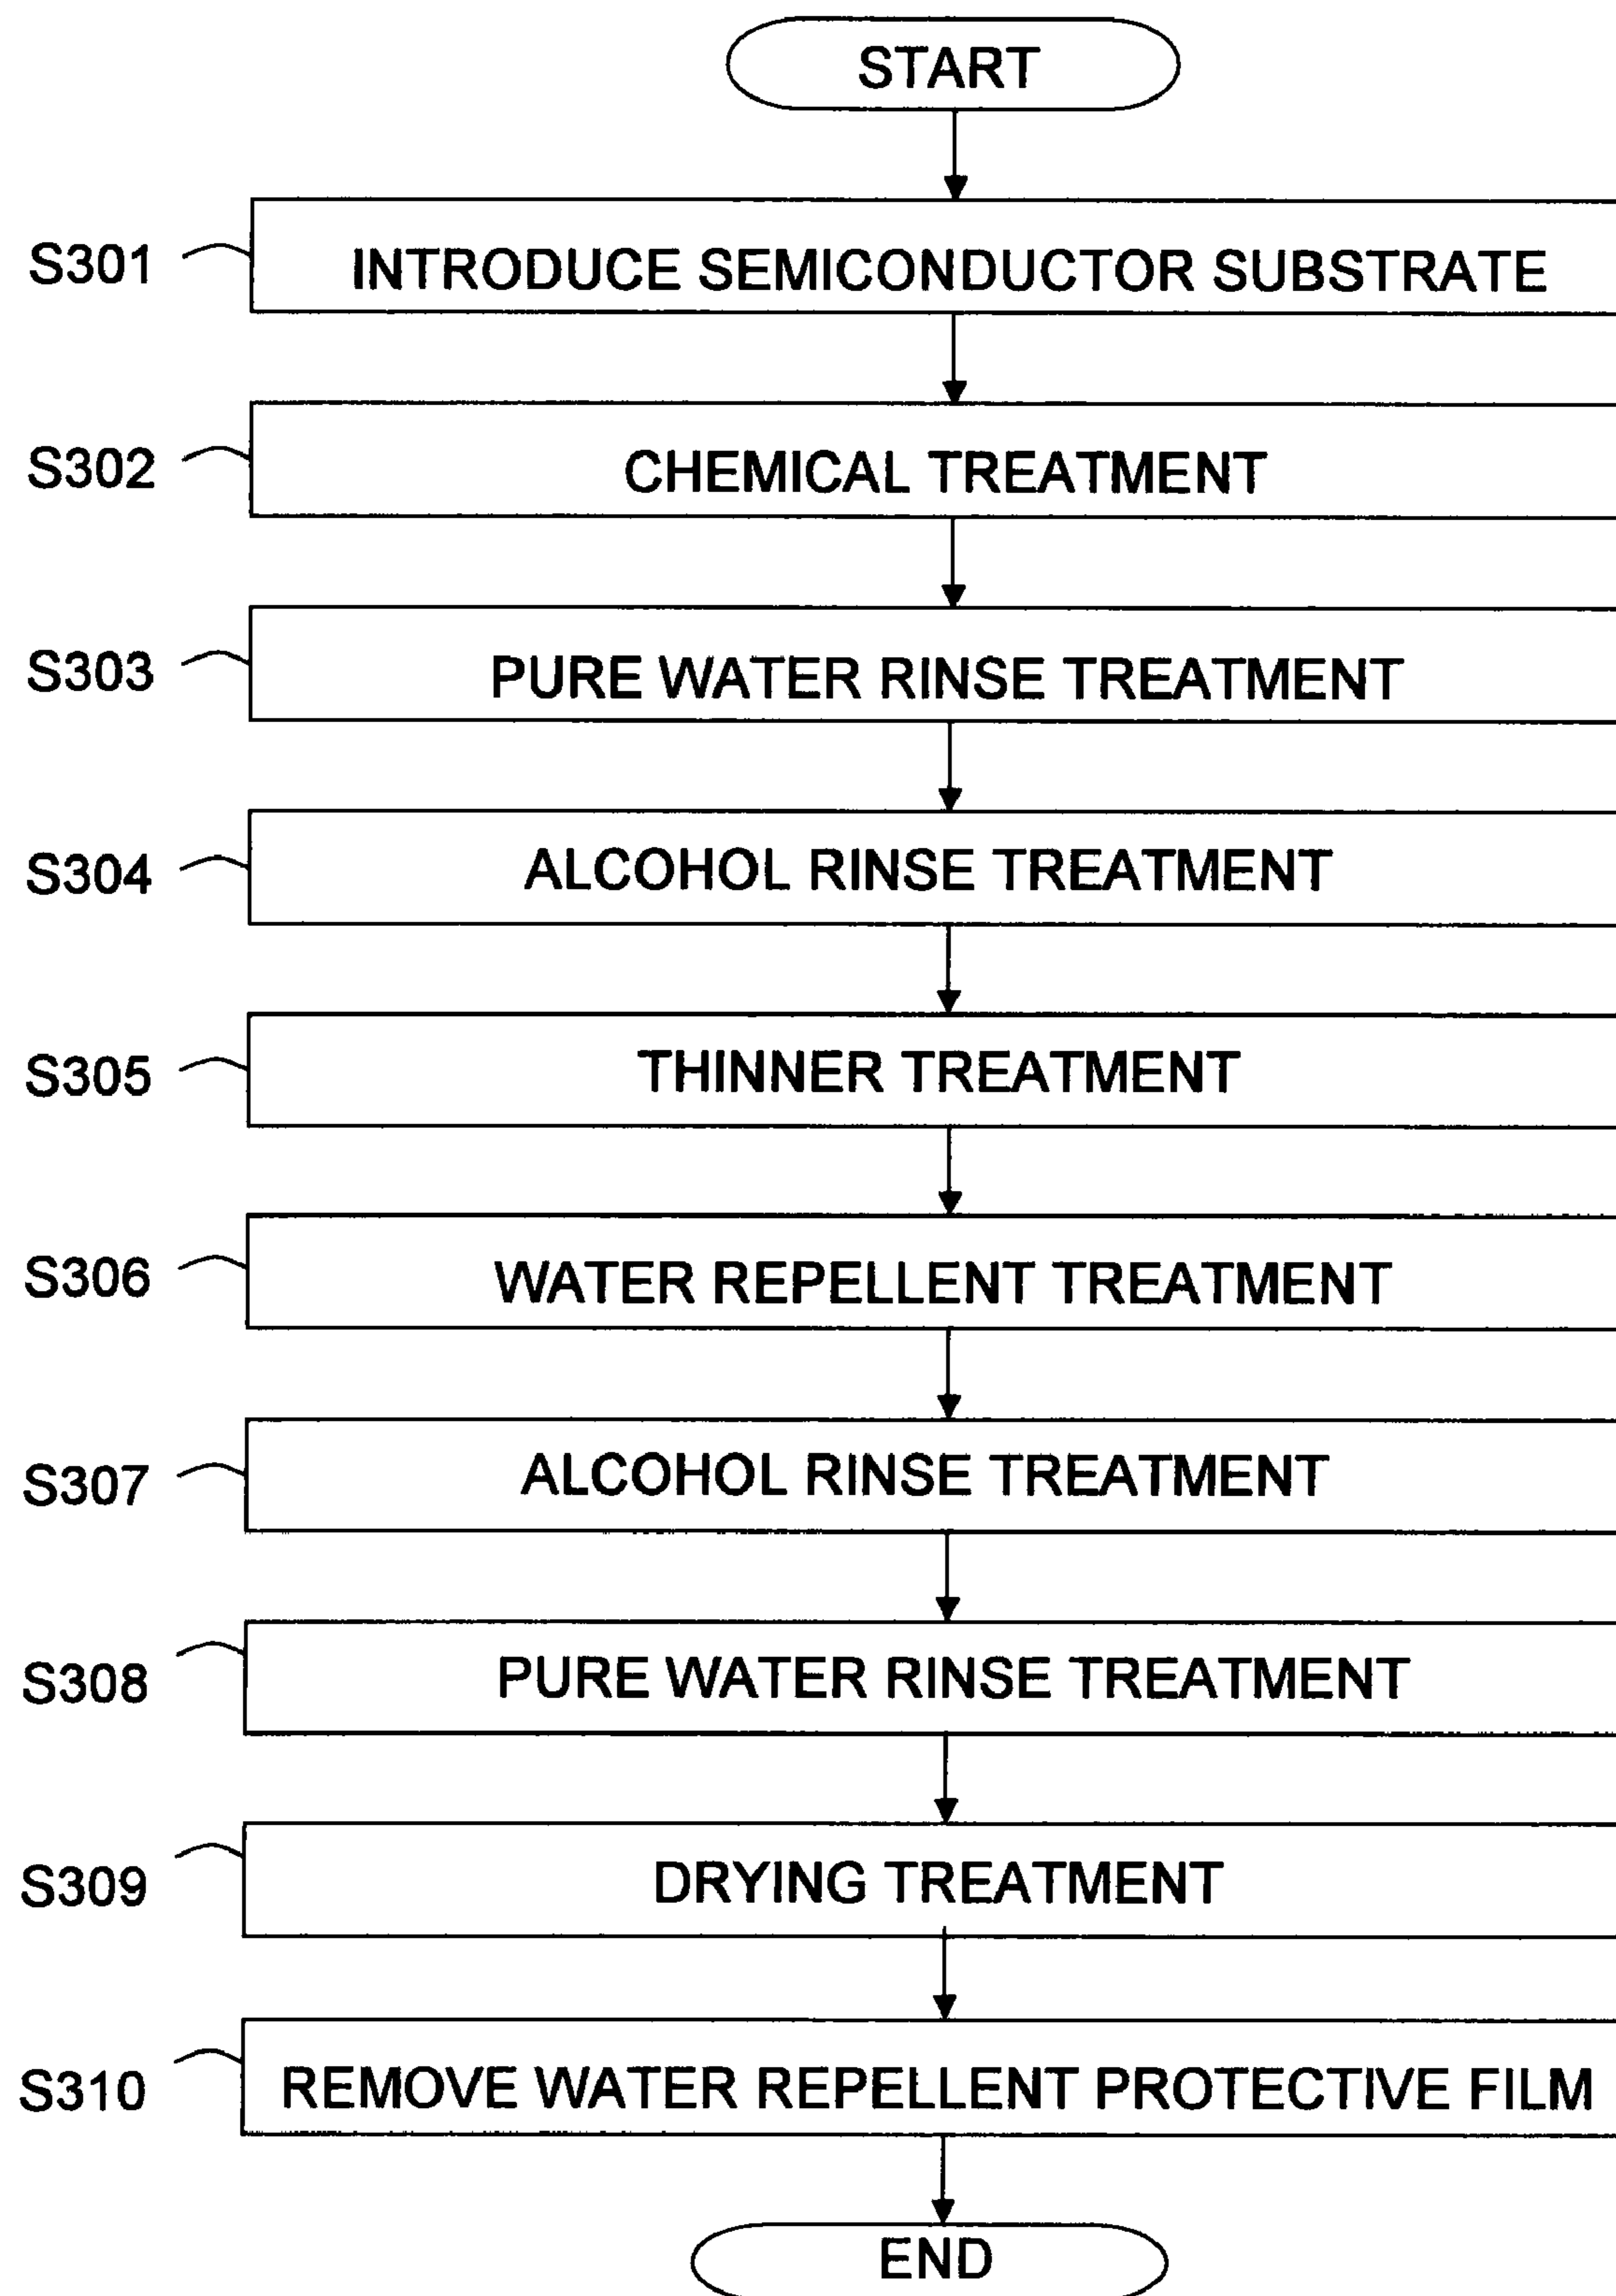 START
S301 INTRODUCE SEMICONDUCTOR SUBSTRATE
S302 CHEMICAL TREATMENT
S303 PURE WATER RINSE TREATMENT
S304 ALCOHOL RINSE TREATMENT
S305 THINNER TREATMENT
S306 WATER REPELLENT TREATMENT
S307 ALCOHOL RINSE TREATMENT
S308 PURE WATER RINSE TREATMENT
S309 DRYING TREATMENT
S310 REMOVE WATER REPELLENT PROTECTIVE FILM
END